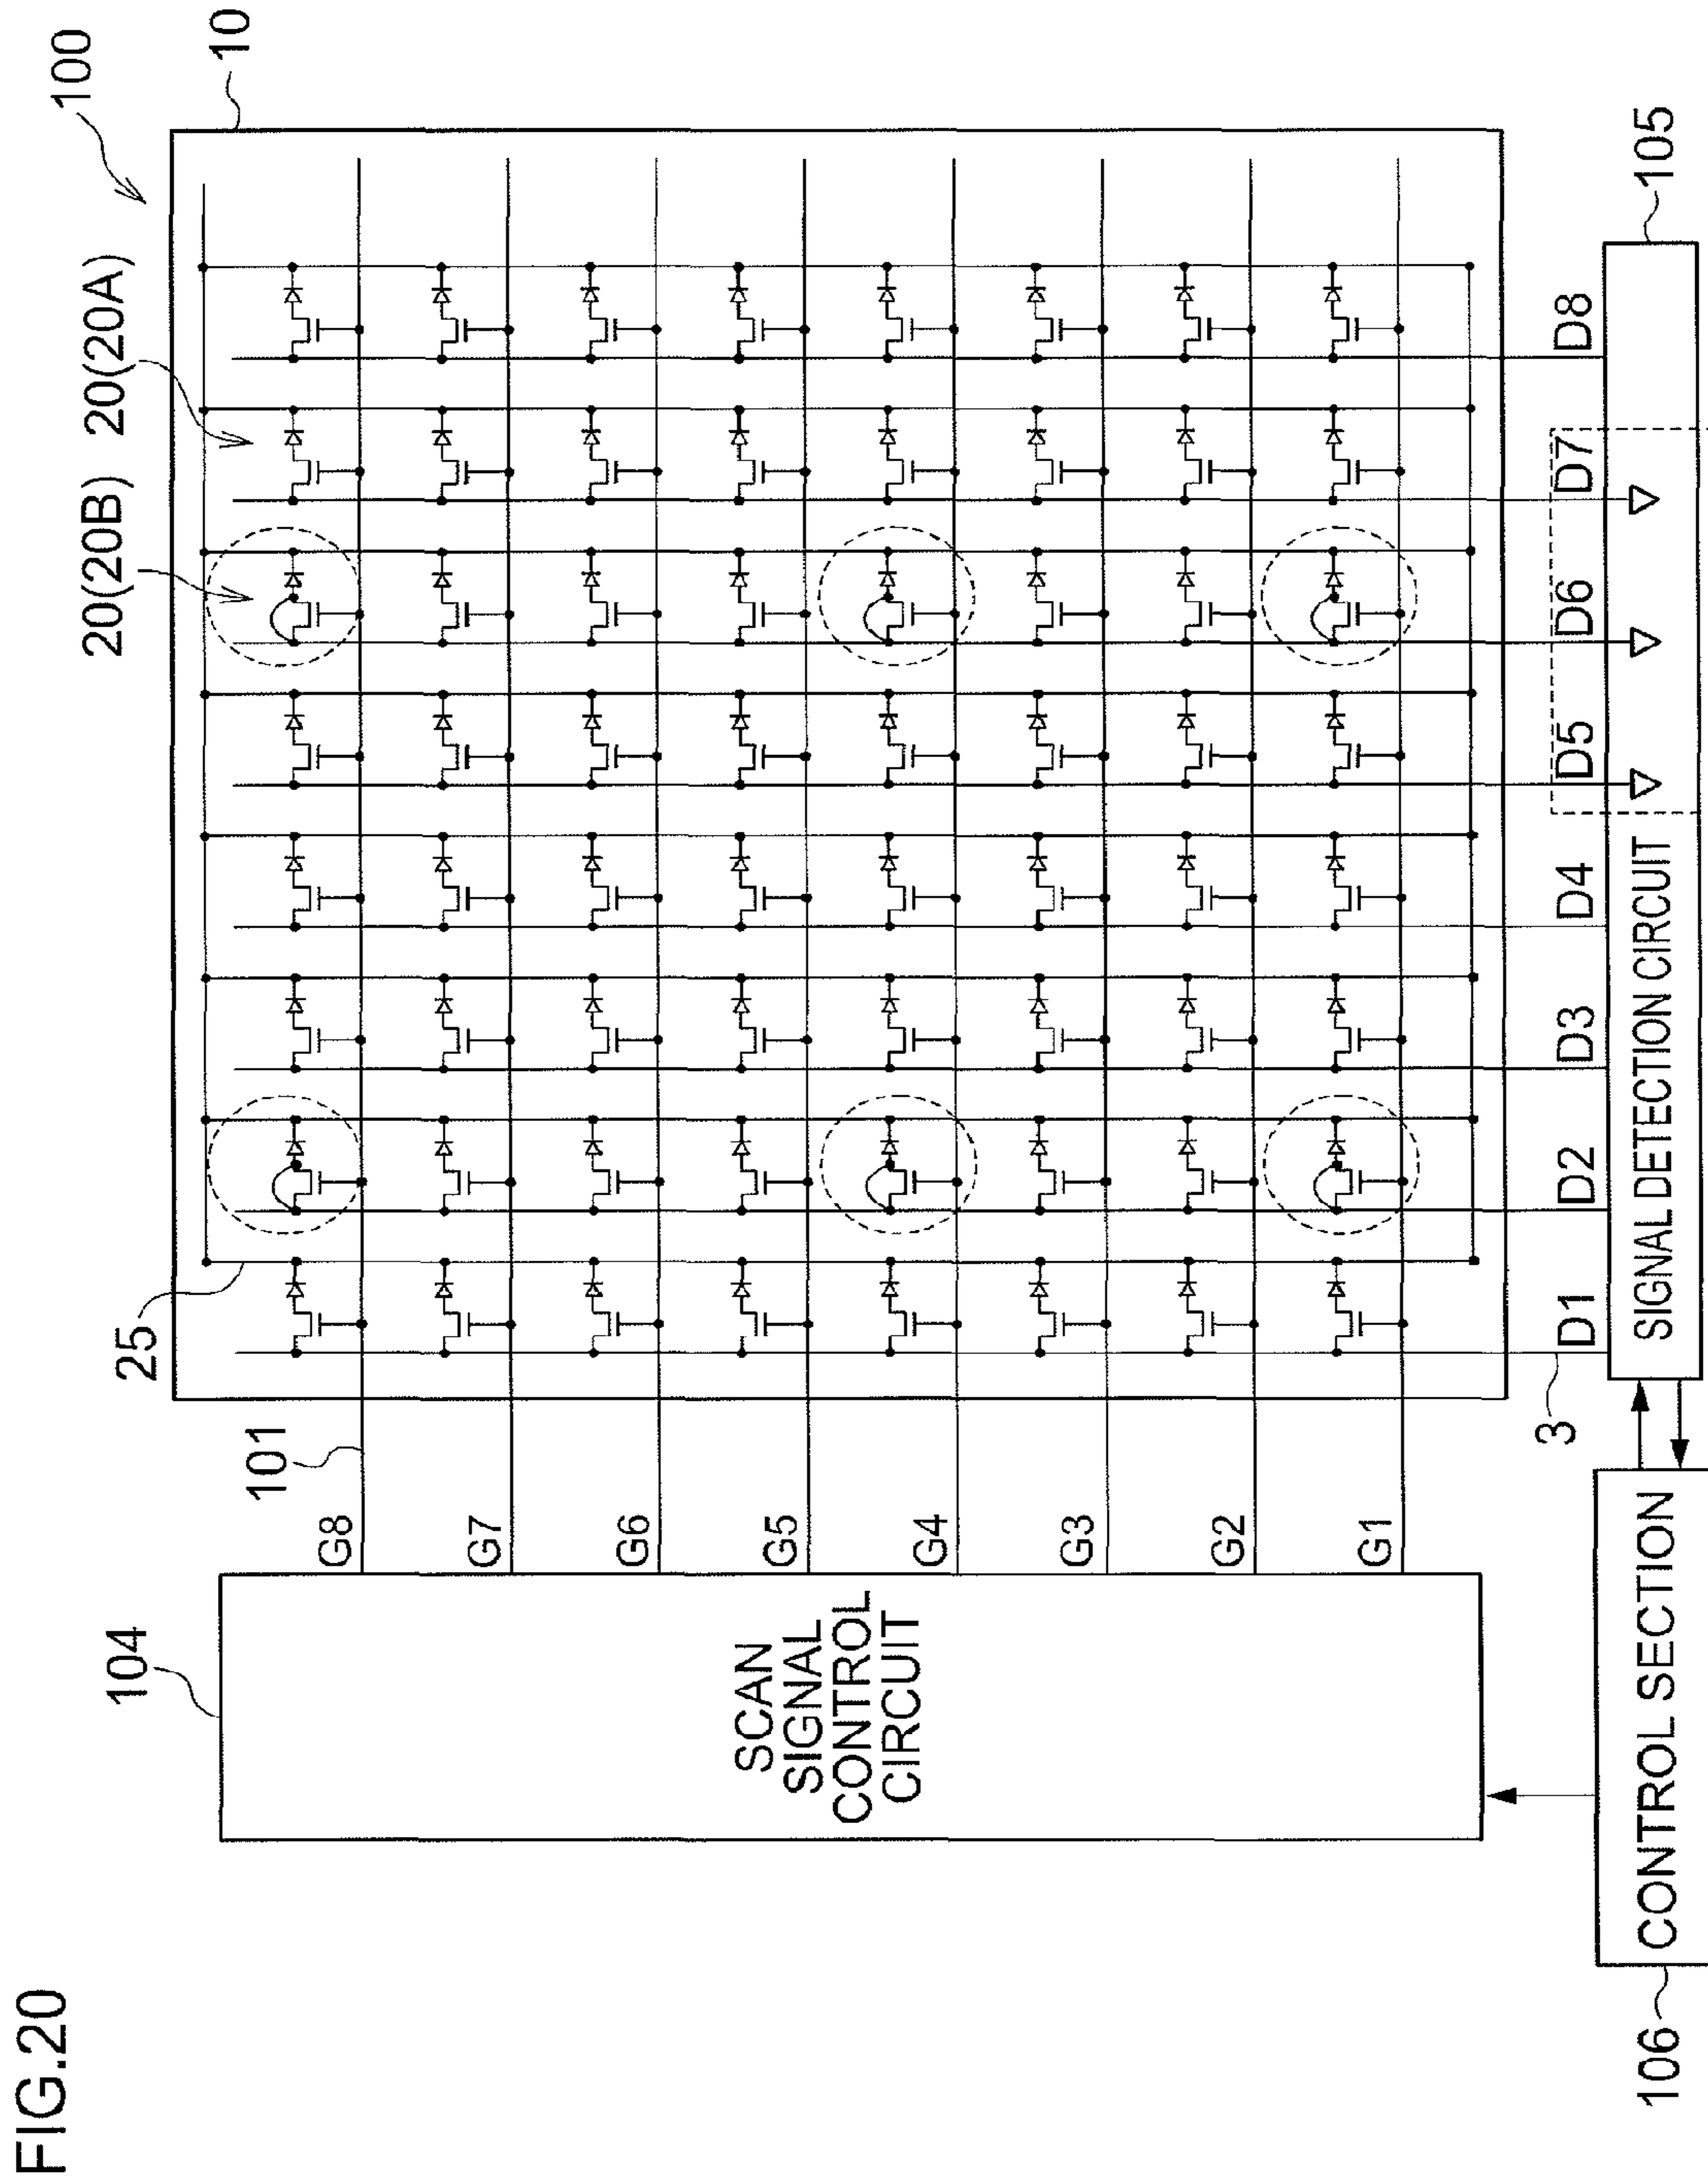 FIG.20
100
10
20(20A)
20(20B)
25
101
104
SCAN
SIGNAL
CONTROL
CIRCUIT
G8
G7
G6
G5
G4
G3
G2
G1
3
D1
D2
D3
D4
D5
D6
D7
D8
SIGNAL DETECTION CIRCUIT
105
CONTROL SECTION
106